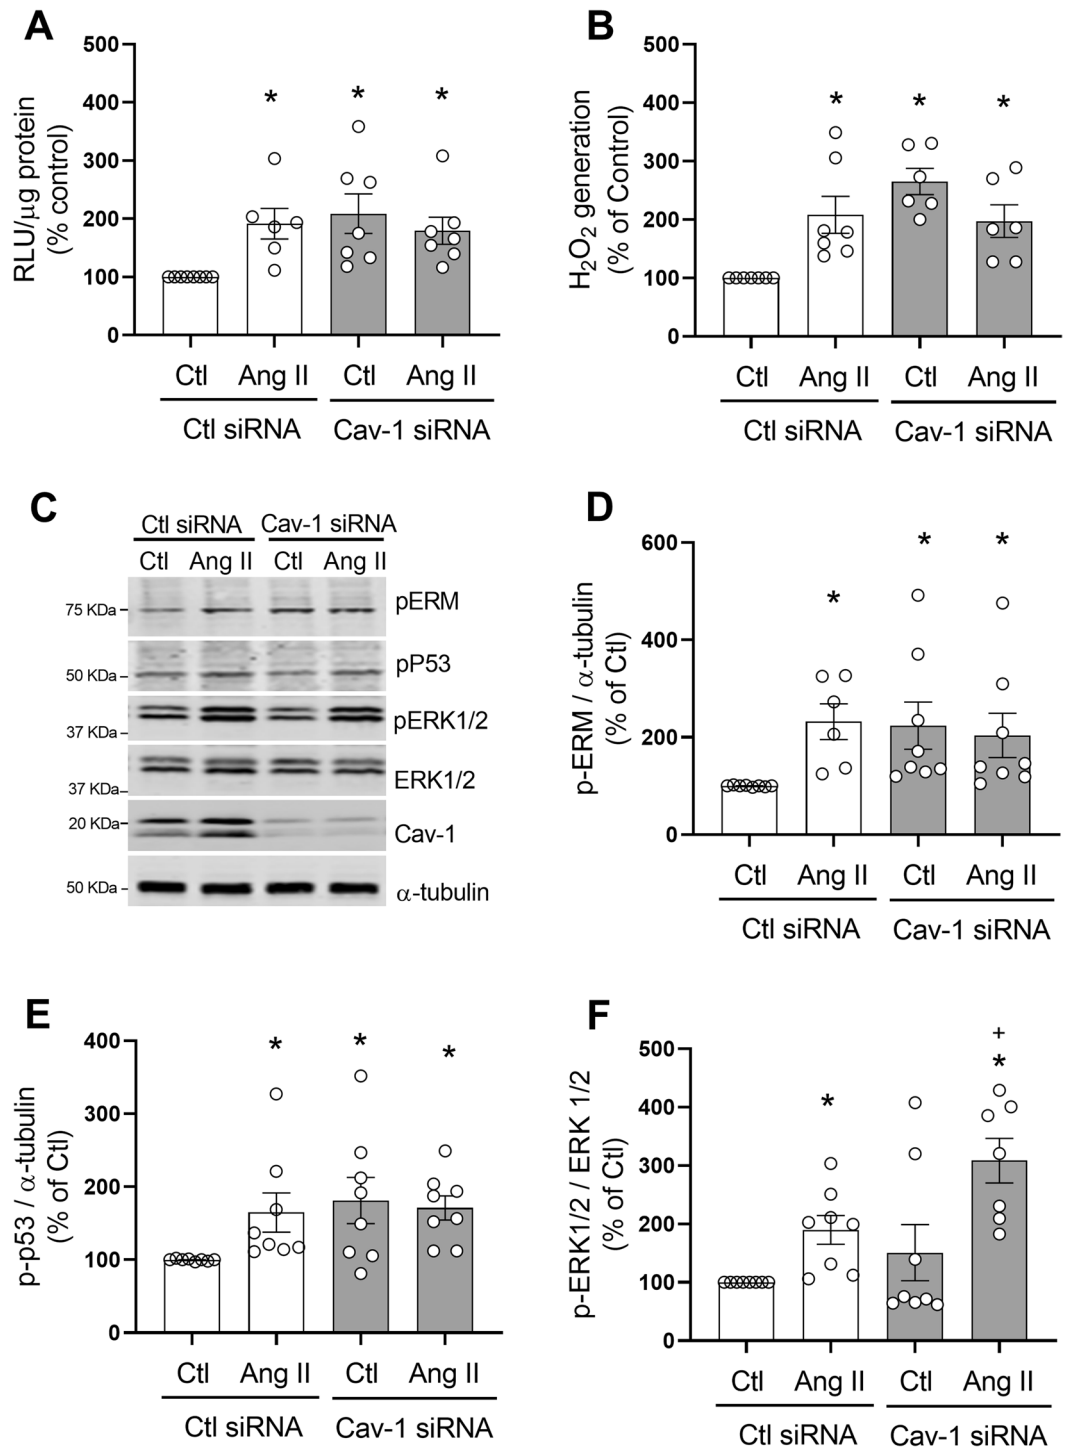 A
RLU/μg protein
(% control)
500
400
300
200
100
0
* * *
Ctl Ang II Ctl Ang II
Ctl siRNA Cav-1 siRNA
B
H₂O₂ generation
(% of Control)
500
400
300
200
100
0
* * *
Ctl Ang II Ctl Ang II
Ctl siRNA Cav-1 siRNA
C
Ctl siRNA Cav-1 siRNA
Ctl Ang II Ctl Ang II
75 KDa pERM
50 KDa pP53
37 KDa pERK1/2
37 KDa ERK1/2
20 KDa Cav-1
50 KDa α-tubulin
D
p-ERM / α-tubulin
(% of Ctl)
600
400
200
0
* * *
Ctl Ang II Ctl Ang II
Ctl siRNA Cav-1 siRNA
E
p-p53 / α-tubulin
(% of Ctl)
400
300
200
100
0
* * *
Ctl Ang II Ctl Ang II
Ctl siRNA Cav-1 siRNA
F
p-ERK1/2 / ERK 1/2
(% of Ctl)
500
400
300
200
100
0
+
* *
Ctl Ang II Ctl Ang II
Ctl siRNA Cav-1 siRNA